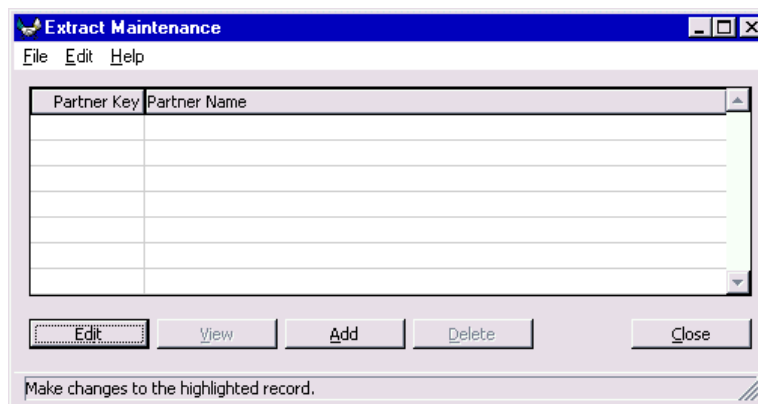 Extract Maintenance
File Edit Help
Partner Key Partner Name
Edit View Add Delete Close
Make changes to the highlighted record.